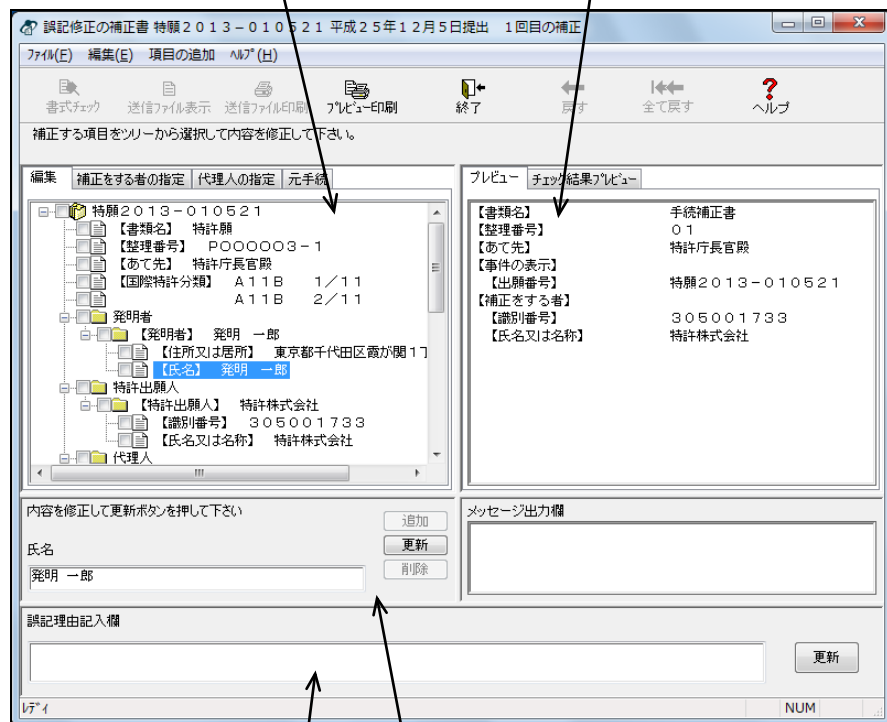 誤記修正の補正書 特願2013-010521 平成25年12月5日提出 1回目の補正
ファイル(F) 編集(E) 項目の追加 ヘルプ(H)
書式チェック 送信ファイル表示 送信ファイル印刷 プレビュー印刷 終了 戻す 全て戻す ヘルプ
補正する項目をツリーから選択して内容を修正して下さい。
編集 補正をする者の指定 代理人の指定 元手続
特願2013-010521
【書類名】 特許願
【整理番号】 P000003-1
【あて先】 特許庁長官殿
【国際特許分類】 A11B 1/11
A11B 2/11
発明者
【発明者】 発明 一郎
【住所又は居所】 東京都千代田区霞が関1丁
【氏名】 発明 一郎
特許出願人
【特許出願人】 特許株式会社
【識別番号】 305001733
【氏名又は名称】 特許株式会社
代理人
プレビュー チェック結果プレビュー
【書類名】 手続補正書
【整理番号】 01
【あて先】 特許庁長官殿
【事件の表示】
【出願番号】 特願2013-010521
【補正をする者】
【識別番号】 305001733
【氏名又は名称】 特許株式会社
内容を修正して更新ボタンを押して下さい
追加
氏名
更新
発明 一郎
削除
メッセージ出力欄
誤記理由記入欄
更新
レディ NUM